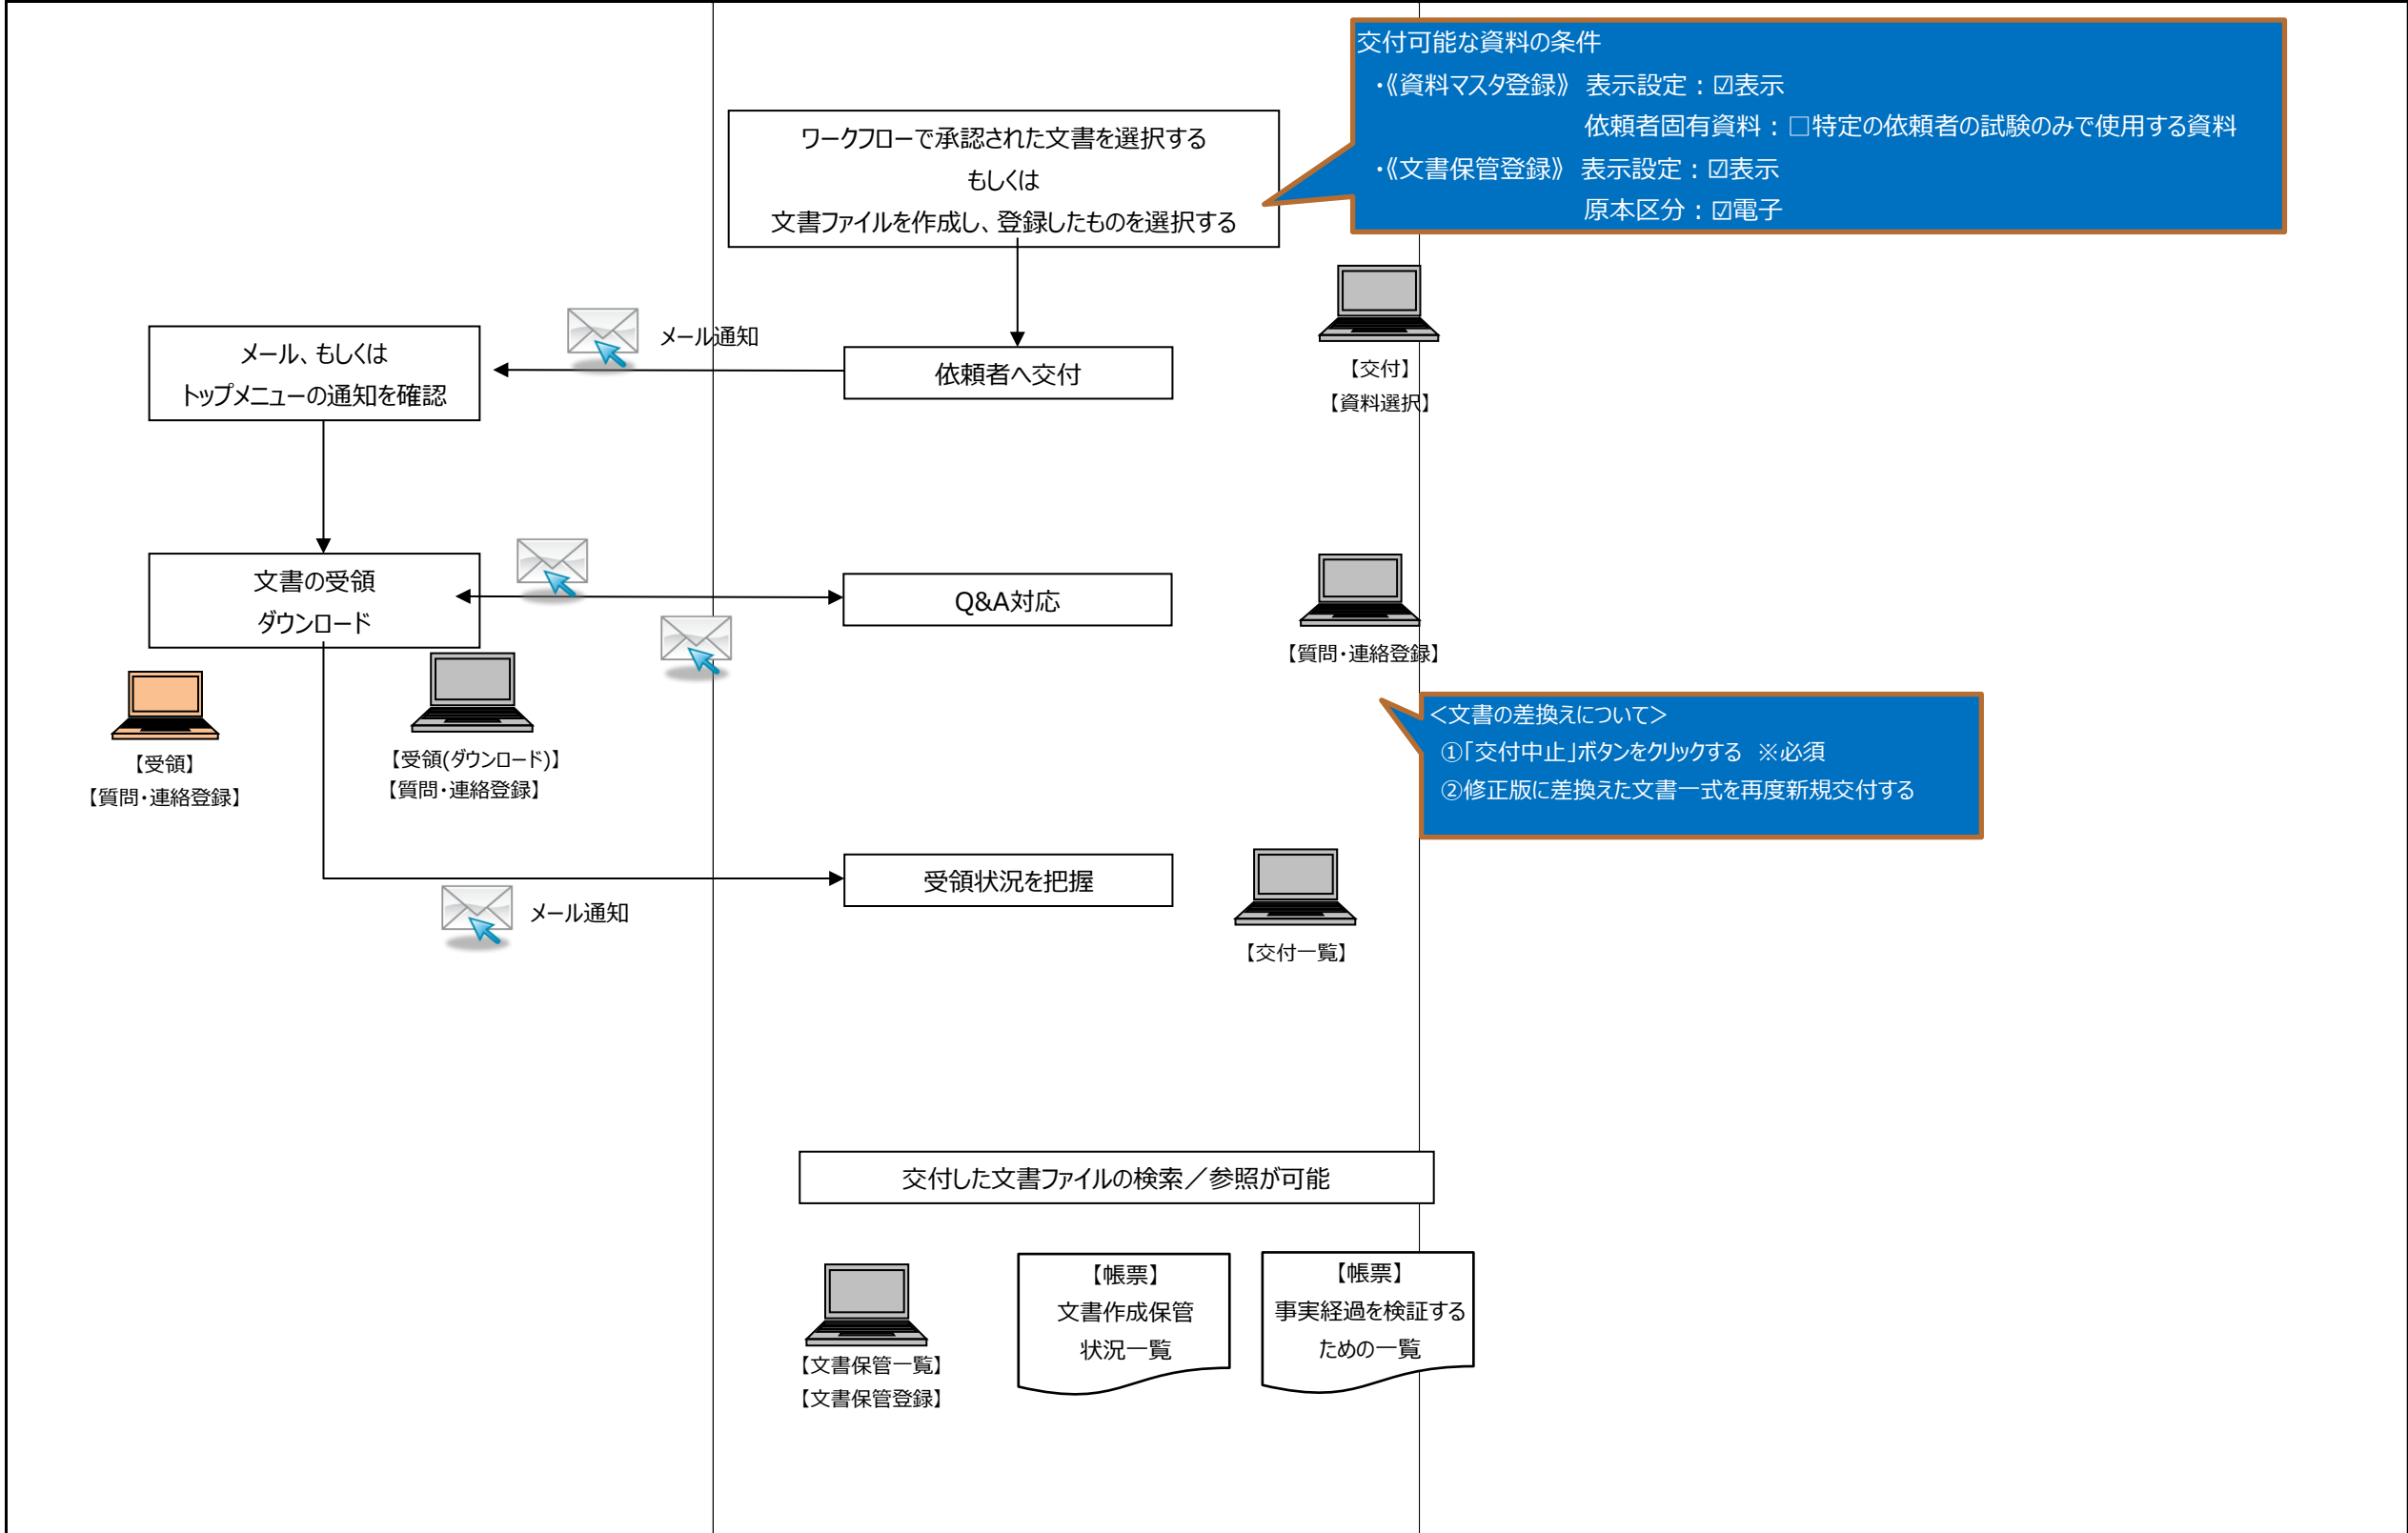 交付可能な資料の条件
・《資料マスタ登録》 表示設定：☑表示
依頼者固有資料：□特定の依頼者の試験のみで使用する資料
・《文書保管登録》 表示設定：☑表示
原本区分：☑電子
ワークフローで承認された文書を選択する
もしくは
文書ファイルを作成し、登録したものを選択する
メール通知
メール、もしくは
トップメニューの通知を確認
依頼者へ交付
【交付】
【資料選択】
文書の受領
ダウンロード
Q&A対応
【質問・連絡登録】
【受領】
【質問・連絡登録】
【受領(ダウンロード)】
【質問・連絡登録】
＜文書の差換えについて＞
①「交付中止」ボタンをクリックする ※必須
②修正版に差換えた文書一式を再度新規交付する
受領状況を把握
メール通知
【交付一覧】
交付した文書ファイルの検索／参照が可能
【文書保管一覧】
【文書保管登録】
【帳票】
文書作成保管
状況一覧
【帳票】
事実経過を検証する
ための一覧